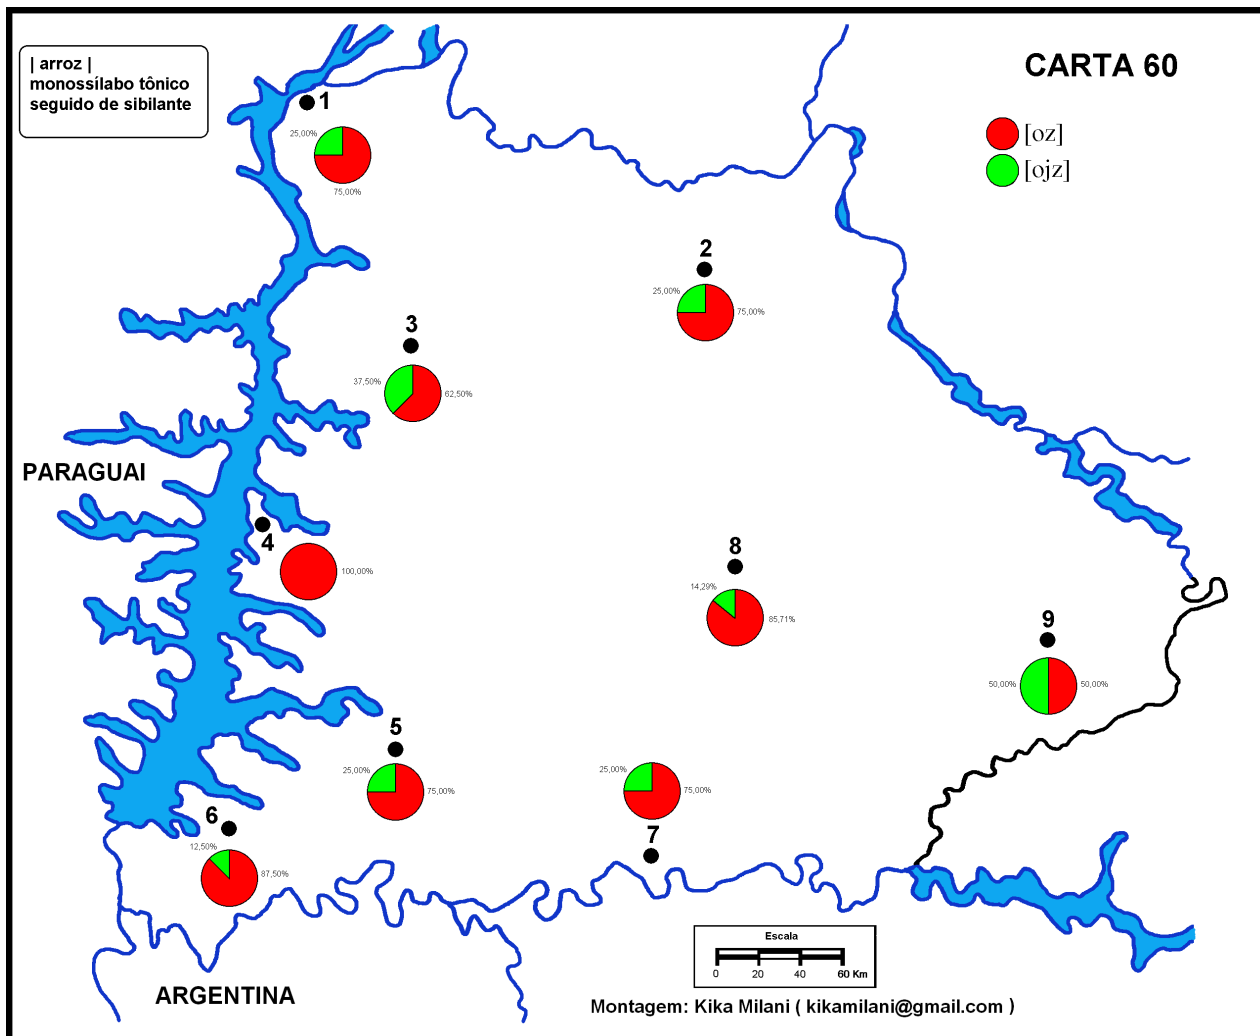 | arroz |
monossílabo tônico
seguido de sibilante
CARTA 60
[oz]
[ojz]
1
25,00%
75,00%
2
25,00%
75,00%
3
37,50%
62,50%
PARAGUAI
4
100,00%
8
14,29%
85,71%
9
50,00%
50,00%
5
25,00%
75,00%
25,00%
75,00%
7
6
12,50%
87,50%
Escala
0 20 40 60 Km
ARGENTINA
Montagem: Kika Milani ( kikamilani@gmail.com )